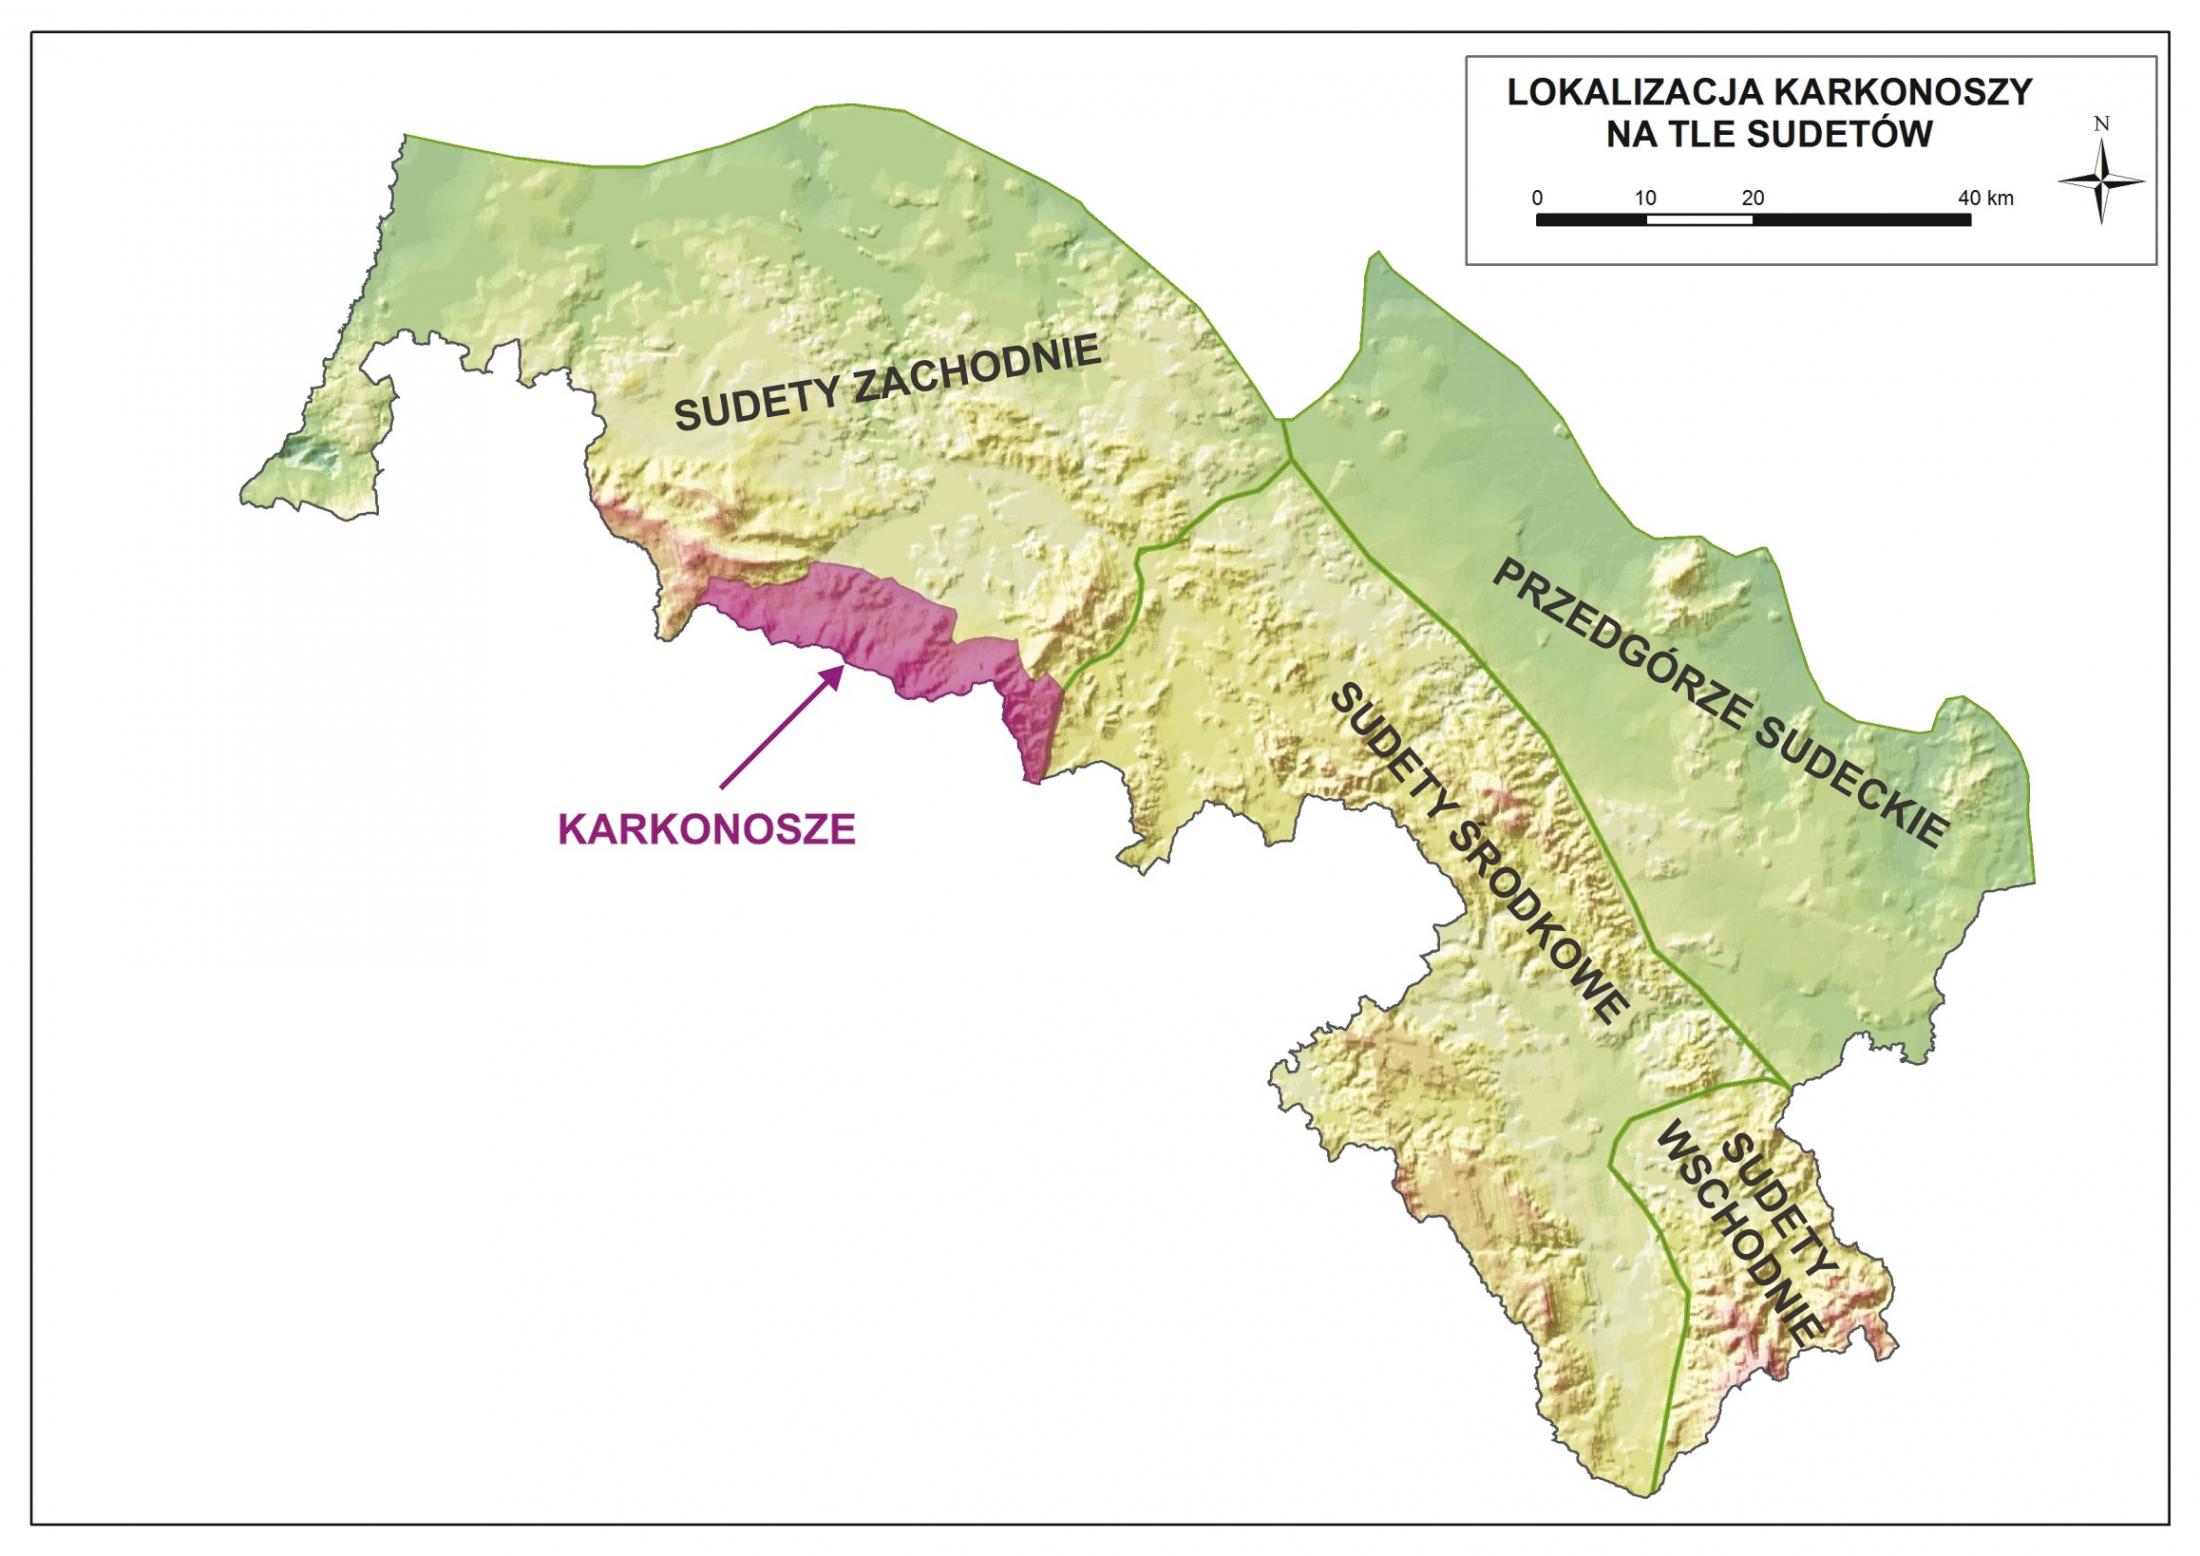 LOKALIZACJA KARKONOSZY
NA TLE SUDETÓW
N
0 10 20 40 km
SUDETY ZACHODNIE
PRZEDGÓRZE SUDECKIE
SUDETY ŚRODKOWE
KARKONOSZE
SUDETY
WSCHODNIE